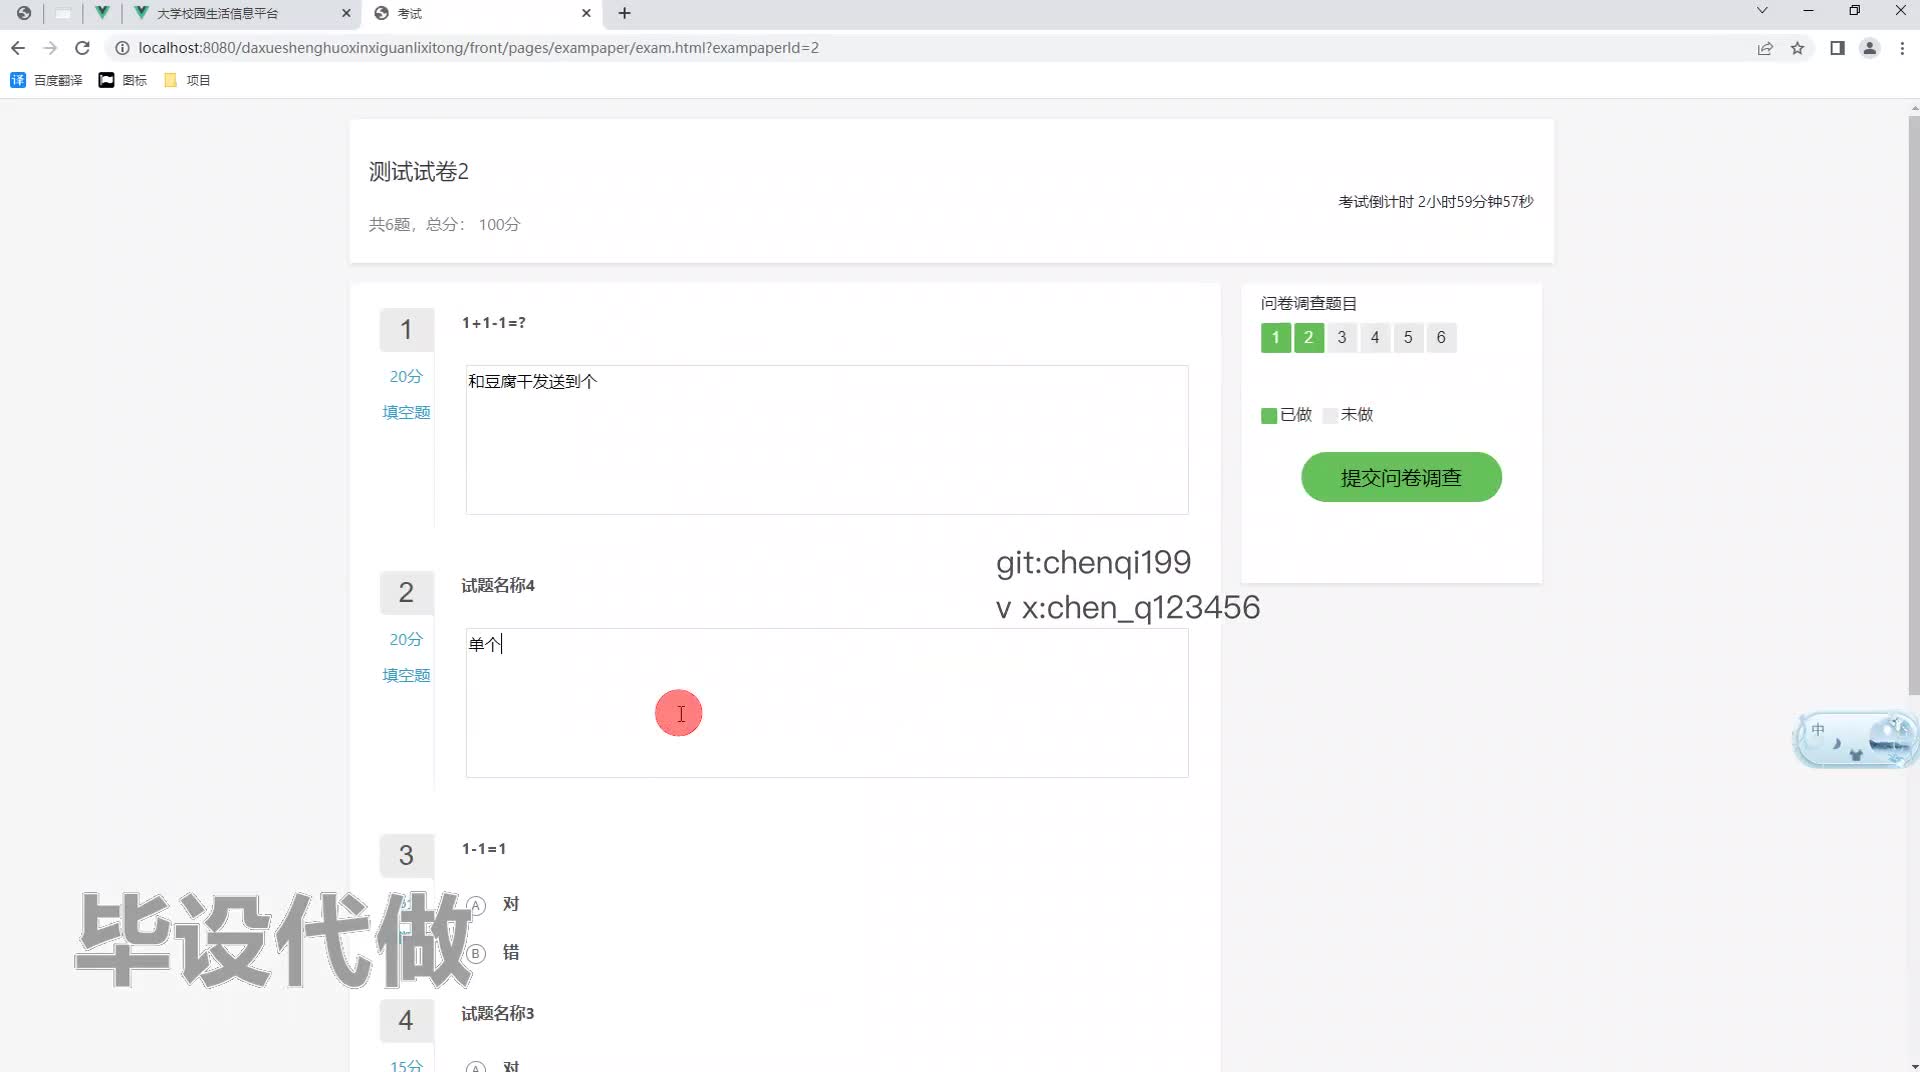 大学校园生活信息平台
考试
localhost:8080/daxueshenghuoxinxiguanlixitong/front/pages/exampaper/exam.html?exampaperId=2
译 百度翻译 图标 项目
测试试卷2
考试倒计时 2小时59分钟57秒
共6题，总分： 100分
1
1+1-1=?
20分
填空题
和豆腐干发送到个
问卷调查题目
1 2 3 4 5 6
已做 未做
提交问卷调查
git:chenqi199
v x:chen_q123456
2
试题名称4
20分
填空题
单个
中
3
1-1=1
A 对
B 错
毕设代做
4
试题名称3
15分
A 对